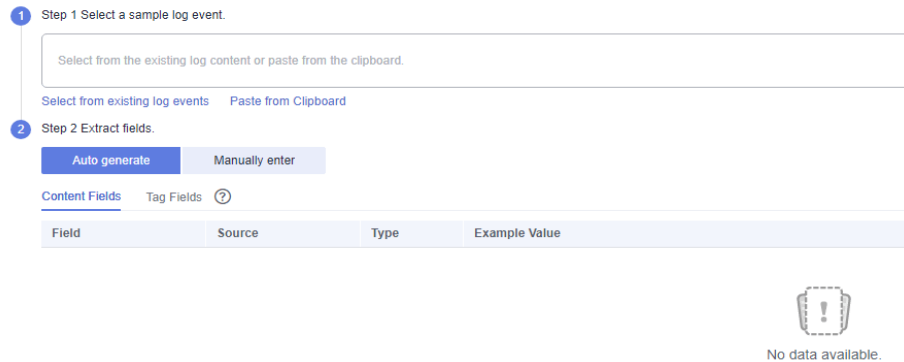 1 Step 1 Select a sample log event.
Select from the existing log content or paste from the clipboard.
Select from existing log events Paste from Clipboard
2 Step 2 Extract fields.
Auto generate Manually enter
Content Fields Tag Fields ?
Field Source Type Example Value
!
No data available.